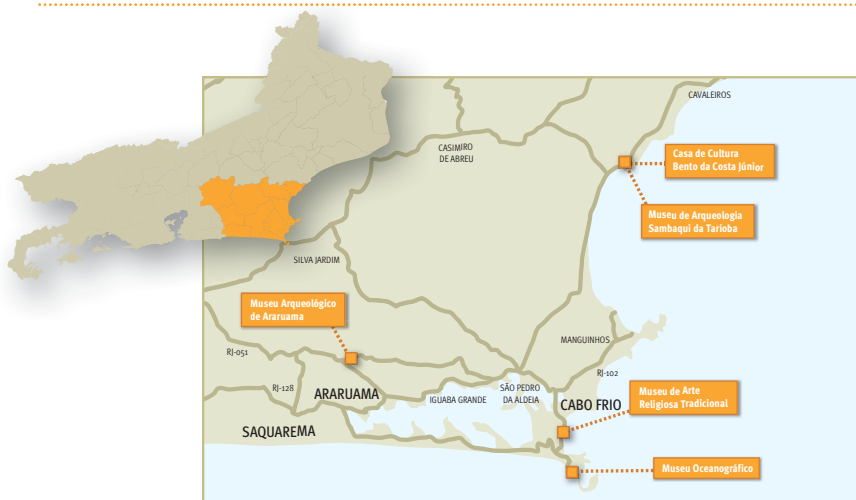 CAVALEIROS
CASIMIRO
DE ABREU
Casa de Cultura
Bento da Costa Júnior
Museu de Arqueologia
Sambaqui da Tarioba
SILVA JARDIM
Museu Arqueológico
de Araruama
MANGUINHOS
RJ-051
RJ-102
RJ-128
ARARUAMA
IGUABA GRANDE
SÃO PEDRO
DA ALDEIA
CABO FRIO
Museu de Arte
Religiosa Tradicional
SAQUAREMA
Museu Oceanográfico